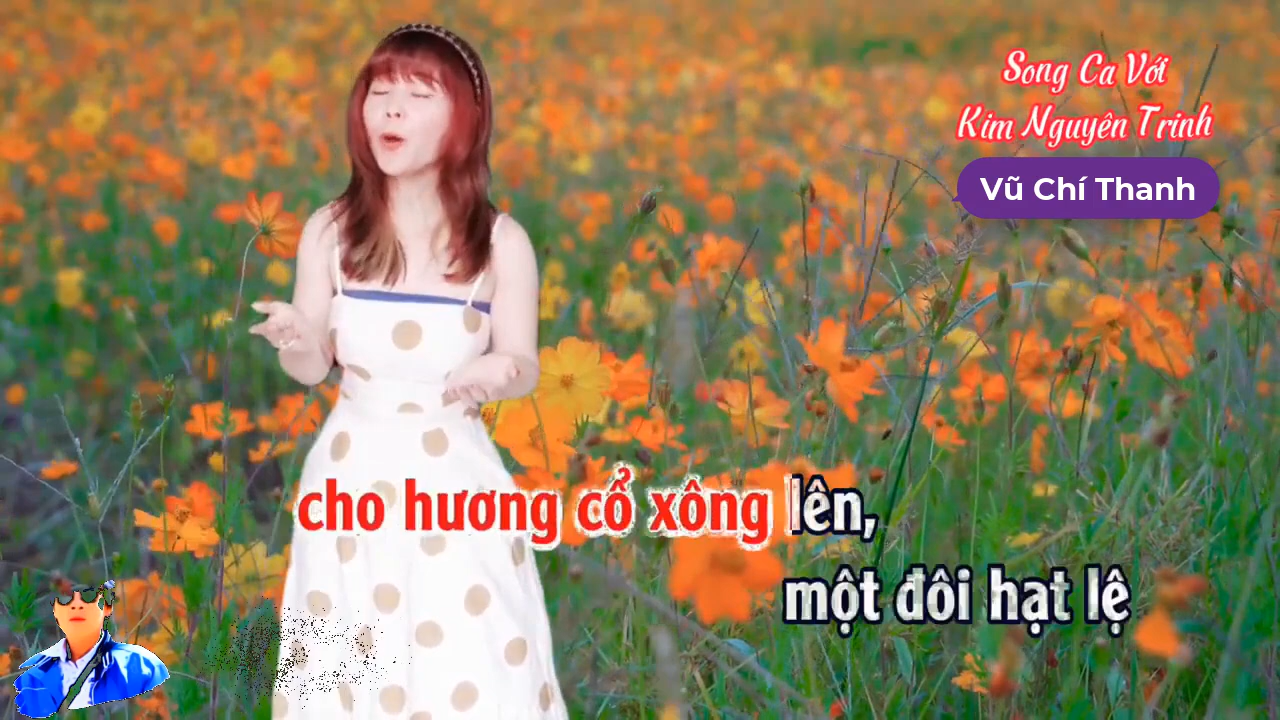 Song Ca Với
Kim Nguyên Trinh
Vũ Chí Thanh
cho hương cổ xông lên,
một đôi hạt lệ